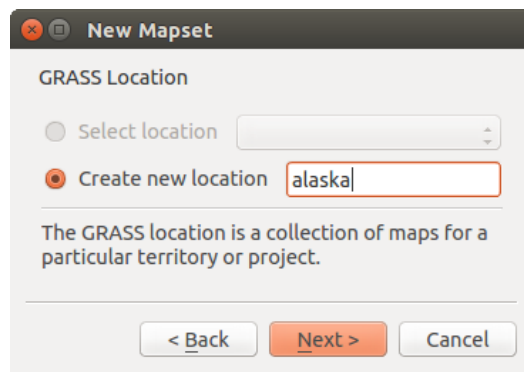 New Mapset
GRASS Location
Select location
Create new location alaska
The GRASS location is a collection of maps for a
particular territory or project.
< Back Next > Cancel